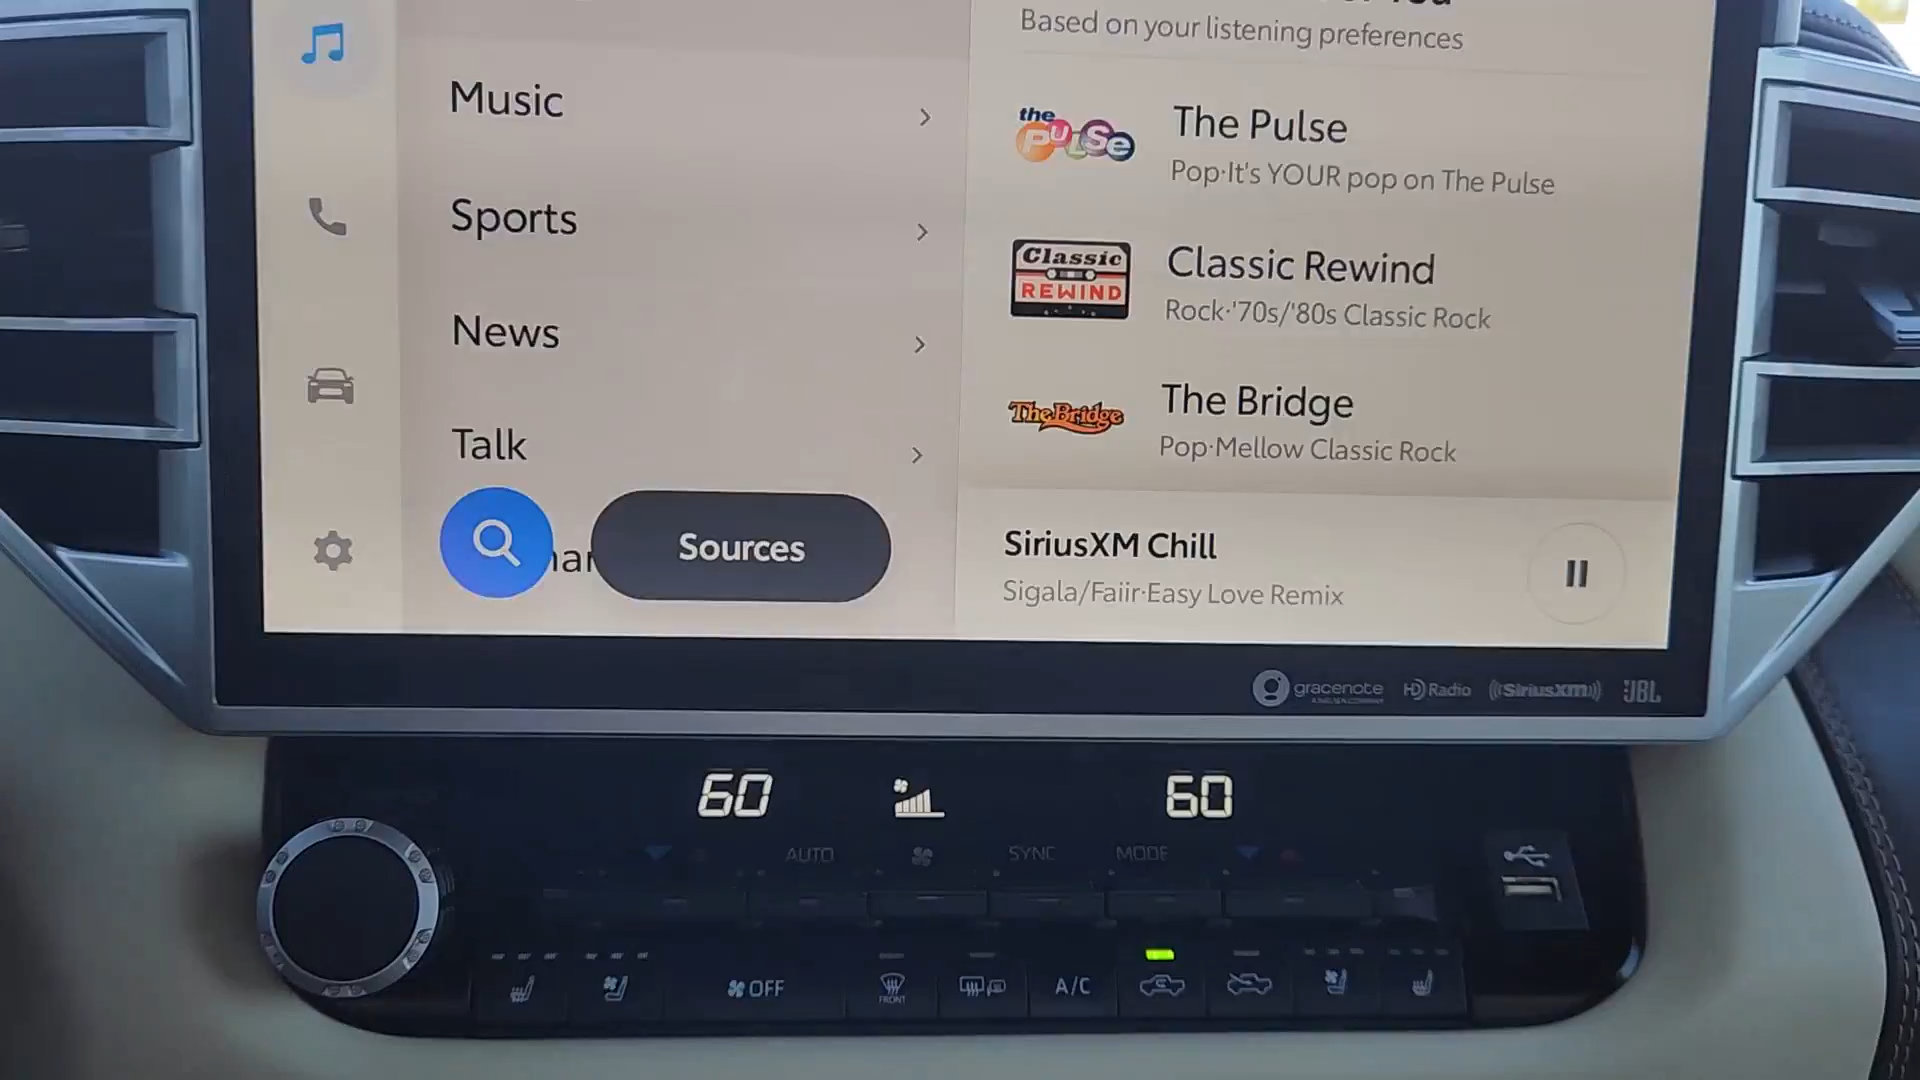 Based on your listening preferences
Music
Sports
News
Talk
Sources
the
PULSE
The Pulse
Pop·It's YOUR pop on The Pulse
Classic
REWIND
Classic Rewind
Rock·'70s/'80s Classic Rock
The Bridge
The Bridge
Pop·Mellow Classic Rock
SiriusXM Chill
Sigala/Faiir·Easy Love Remix
gracenote
HD Radio
((SiriusXM))
JBL
60
60
AUTO
SYNC
MODE
OFF
FRONT
A/C